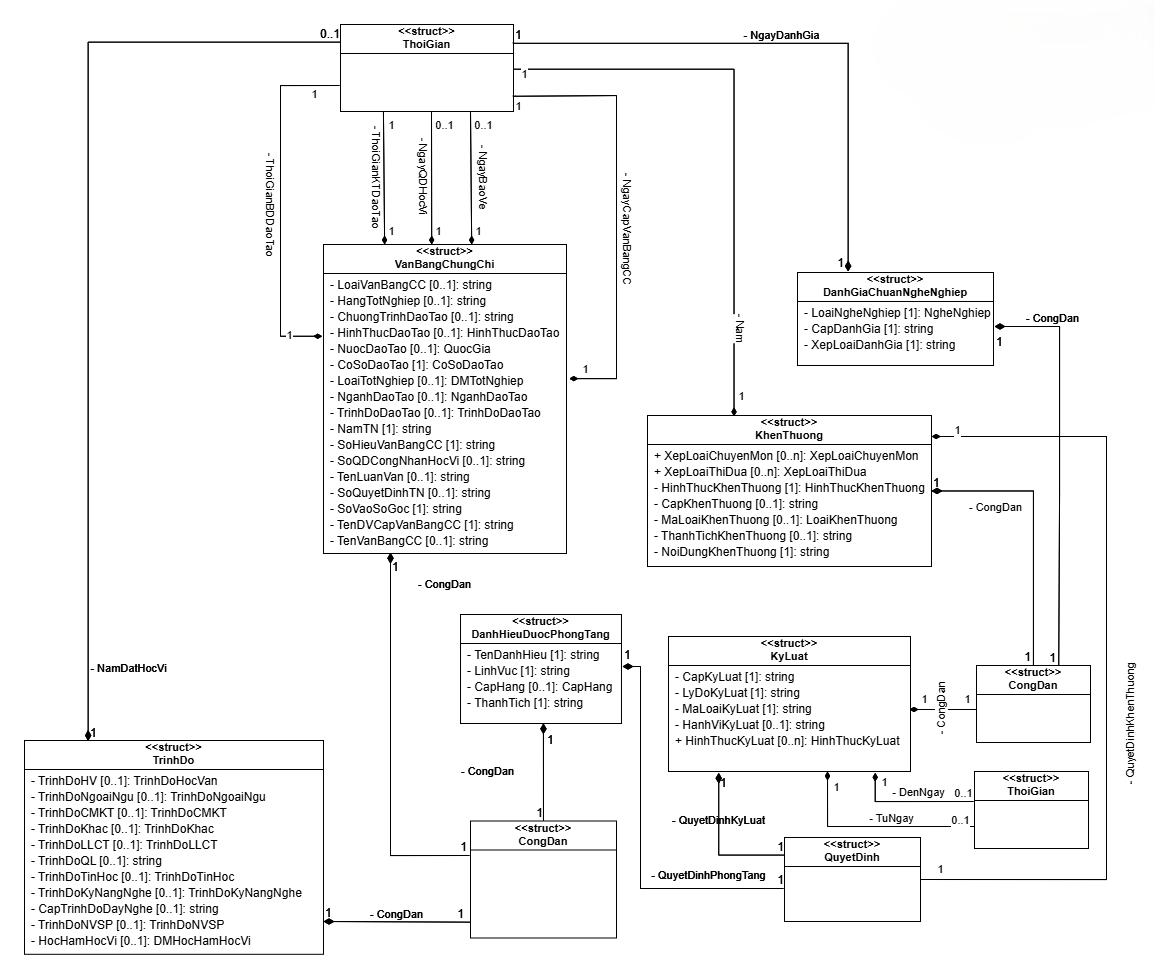 <<struct>>
ThoiGian
0..1
1
- NgayDanhGia
1
1
1
- ThoiGianBDDaoTao
1
- ThoiGianKTDaoTao
1
1
- NgayQDHocVi
0..1
1
- NgayBaoVe
0..1
1
- NgayCapVanBangCC
1
- Nam
1
1
<<struct>>
VanBangChungChi
- LoaiVanBangCC [0..1]: string
- HangTotNghiep [0..1]: string
- ChuongTrinhDaoTao [0..1]: string
- HinhThucDaoTao [0..1]: HinhThucDaoTao
- NuocDaoTao [0..1]: QuocGia
- CoSoDaoTao [1]: CoSoDaoTao
- LoaiTotNghiep [0..1]: DMTotNghiep
- NganhDaoTao [0..1]: NganhDaoTao
- TrinhDoDaoTao [0..1]: TrinhDoDaoTao
- NamTN [1]: string
- SoHieuVanBangCC [1]: string
- SoQDCongNhanHocVi [0..1]: string
- TenLuanVan [0..1]: string
- SoQuyetDinhTN [0..1]: string
- SoVaoSoGoc [1]: string
- TenDVCapVanBangCC [1]: string
- TenVanBangCC [0..1]: string
<<struct>>
DanhGiaChuanNgheNghiep
- LoaiNgheNghiep [1]: NgheNghiep
- CapDanhGia [1]: string
- XepLoaiDanhGia [1]: string
- CongDan
1
<<struct>>
KhenThuong
+ XepLoaiChuyenMon [0..n]: XepLoaiChuyenMon
+ XepLoaiThiDua [0..n]: XepLoaiThiDua
- HinhThucKhenThuong [1]: HinhThucKhenThuong
- CapKhenThuong [0..1]: string
- MaLoaiKhenThuong [0..1]: LoaiKhenThuong
- ThanhTichKhenThuong [0..1]: string
- NoiDungKhenThuong [1]: string
1
1
- CongDan
1
- CongDan
<<struct>>
DanhHieuDuocPhongTang
- TenDanhHieu [1]: string
- LinhVuc [1]: string
- CapHang [0..1]: CapHang
- ThanhTich [1]: string
1
1
- CongDan
1
<<struct>>
KyLuat
- CapKyLuat [1]: string
- LyDoKyLuat [1]: string
- MaLoaiKyLuat [1]: string
- HanhViKyLuat [0..1]: string
+ HinhThucKyLuat [0..n]: HinhThucKyLuat
1
- CongDan
1
1
1
<<struct>>
CongDan
- QuyetDinhKhenThuong
- NamDatHocVi
1
<<struct>>
TrinhDo
- TrinhDoHV [0..1]: TrinhDoHocVan
- TrinhDoNgoaiNgu [0..1]: TrinhDoNgoaiNgu
- TrinhDoCMKT [0..1]: TrinhDoCMKT
- TrinhDoKhac [0..1]: TrinhDoKhac
- TrinhDoLLCT [0..1]: TrinhDoLLCT
- TrinhDoQL [0..1]: string
- TrinhDoTinHoc [0..1]: TrinhDoTinHoc
- TrinhDoKyNangNghe [0..1]: TrinhDoKyNangNghe
- CapTrinhDoDayNghe [0..1]: string
- TrinhDoNVSP [0..1]: TrinhDoNVSP
- HocHamHocVi [0..1]: DMHocHamHocVi
1
- CongDan
1
1
<<struct>>
CongDan
1
1
1
- DenNgay
0..1
- TuNgay
0..1
<<struct>>
ThoiGian
- QuyetDinhKyLuat
1
- QuyetDinhPhongTang
1
<<struct>>
QuyetDinh
1